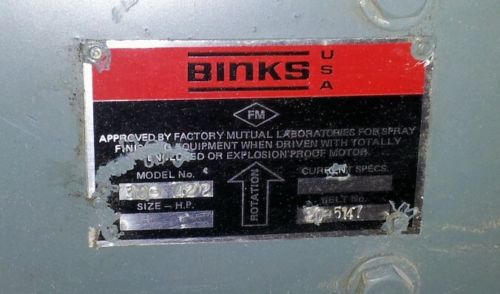 BINKS USA
FM
APPROVED BY FACTORY MUTUAL LABORATORIES FOR SPRAY
FINISHING EQUIPMENT WHEN DRIVEN WITH TOTALLY
ENCLOSED OR EXPLOSION PROOF MOTOR.
MODEL No.
CURRENT SPECS.
ROTATION
SIZE – H.P.
BELT No.